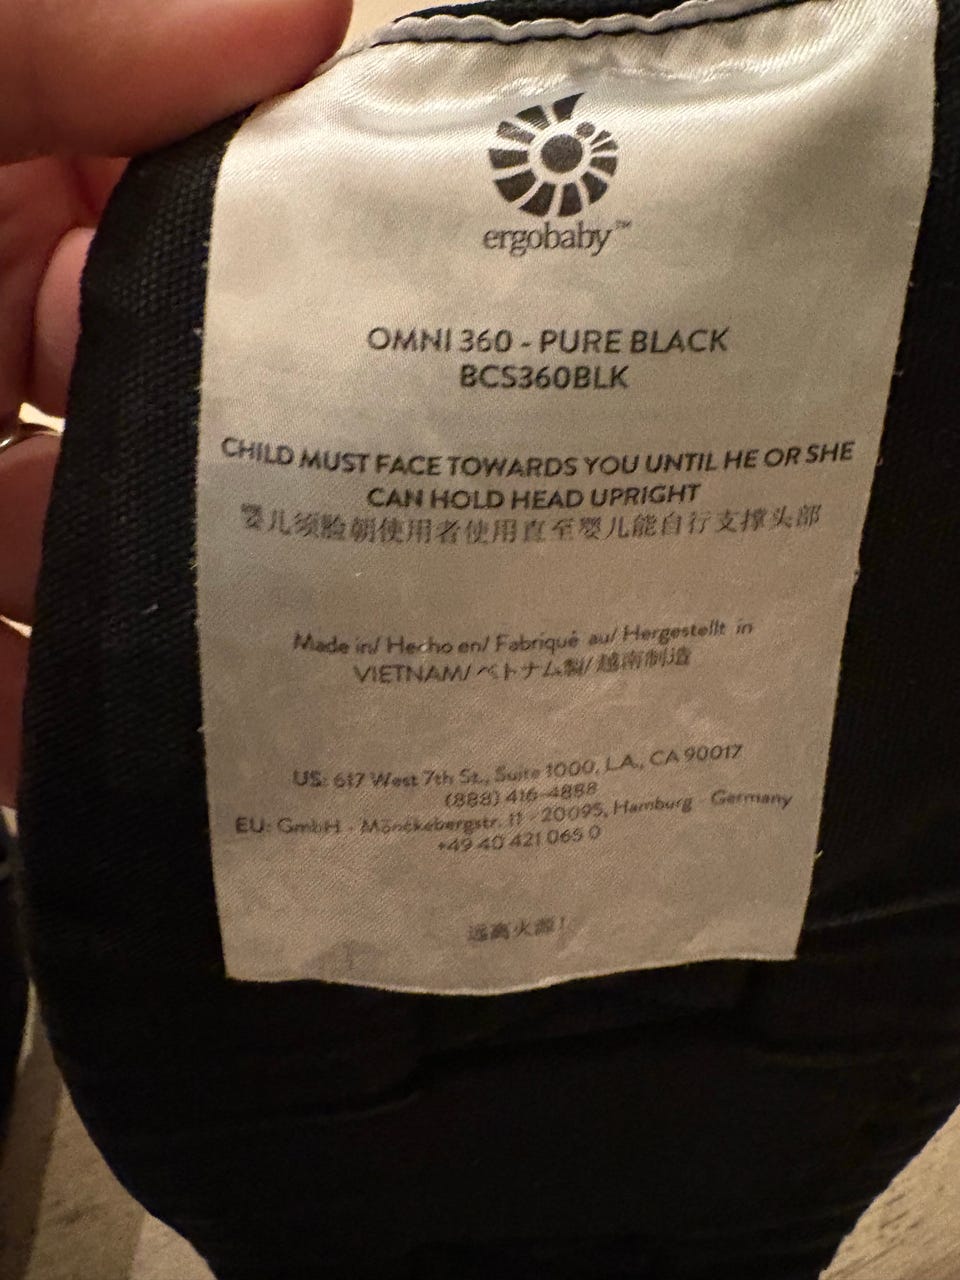 ergobaby™
OMNI 360 - PURE BLACK
BCS360BLK
CHILD MUST FACE TOWARDS YOU UNTIL HE OR SHE
CAN HOLD HEAD UPRIGHT
婴儿须脸朝使用者使用直至婴儿能自行支撑头部
Made in/ Hecho en/ Fabriqué au/ Hergestellt in
VIETNAM/ ベトナム製/ 越南制造
US: 617 West 7th St., Suite 1000, L.A., CA 90017
(888) 416-4888
EU: GmbH - Mönckebergstr. 11 - 20095, Hamburg - Germany
+49 40 421 065 0
远离火源!